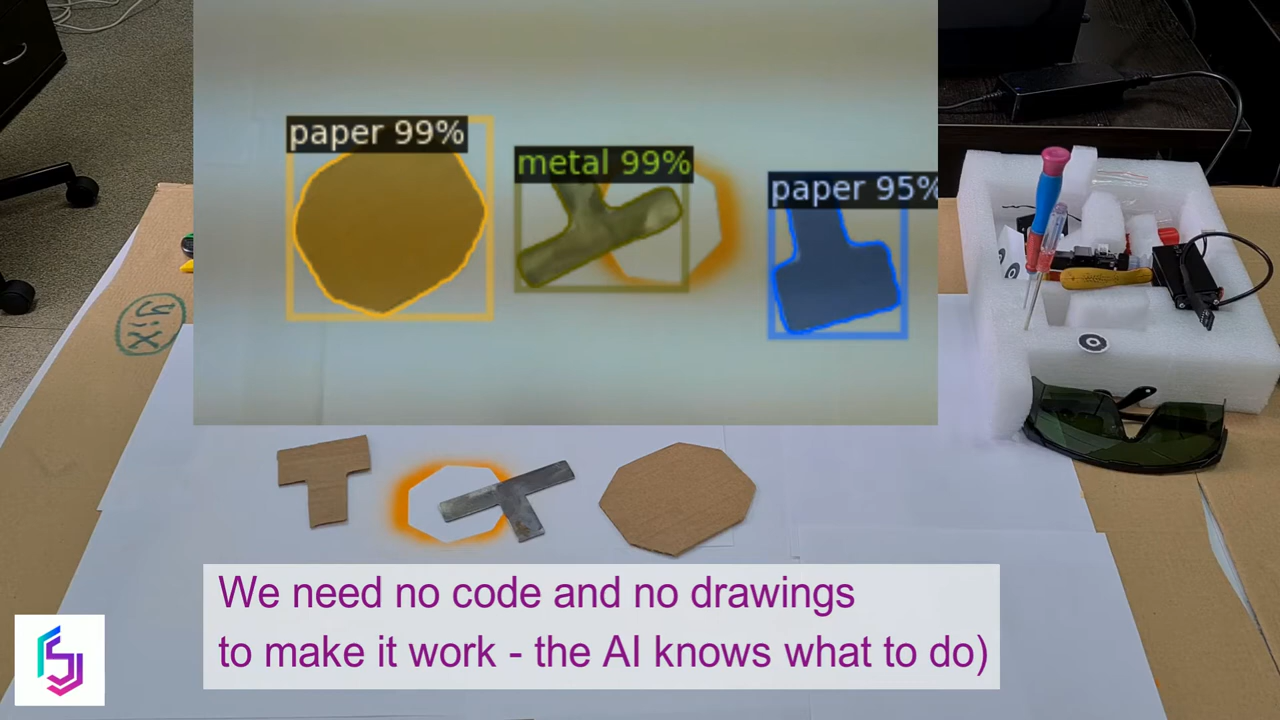 paper 99%
metal 99%
paper 95%
We need no code and no drawings
to make it work - the AI knows what to do)